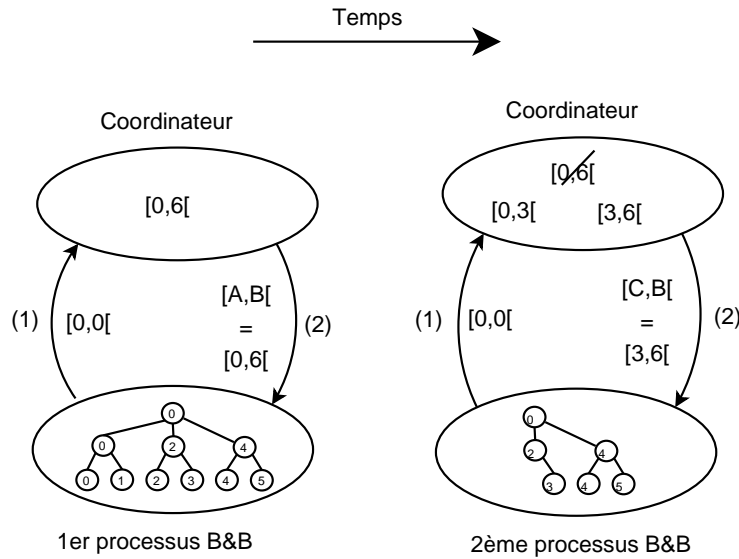 Temps
Coordinateur
Coordinateur
[0,6[
[0,6[
[0,3[ [3,6[
(1) [0,0[
[A,B[
=
[0,6[
(2)
(1) [0,0[
[C,B[
=
[3,6[
(2)
0
0 2 4
0 1 2 3 4 5
0
2 4
3 4 5
1er processus B&B
2ème processus B&B